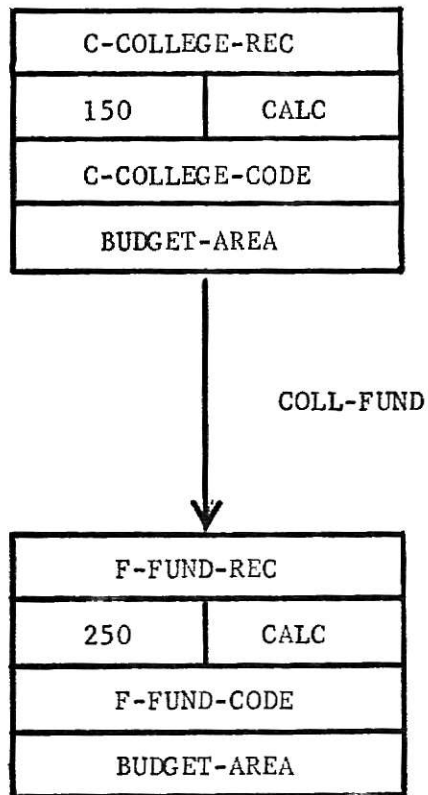 C-COLLEGE-REC
150 CALC
C-COLLEGE-CODE
BUDGET-AREA
COLL-FUND
F-FUND-REC
250 CALC
F-FUND-CODE
BUDGET-AREA